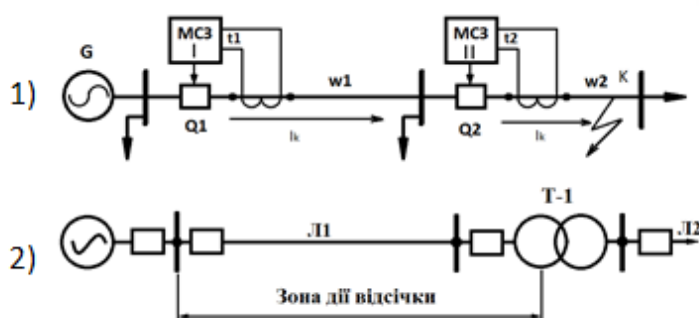 G
МСЗ
I
t1
МСЗ
II
t2
1)
w1
w2
K
Q1
Iк
Q2
Iк
T-1
2)
Л1
Л2
Зона дії відсічки